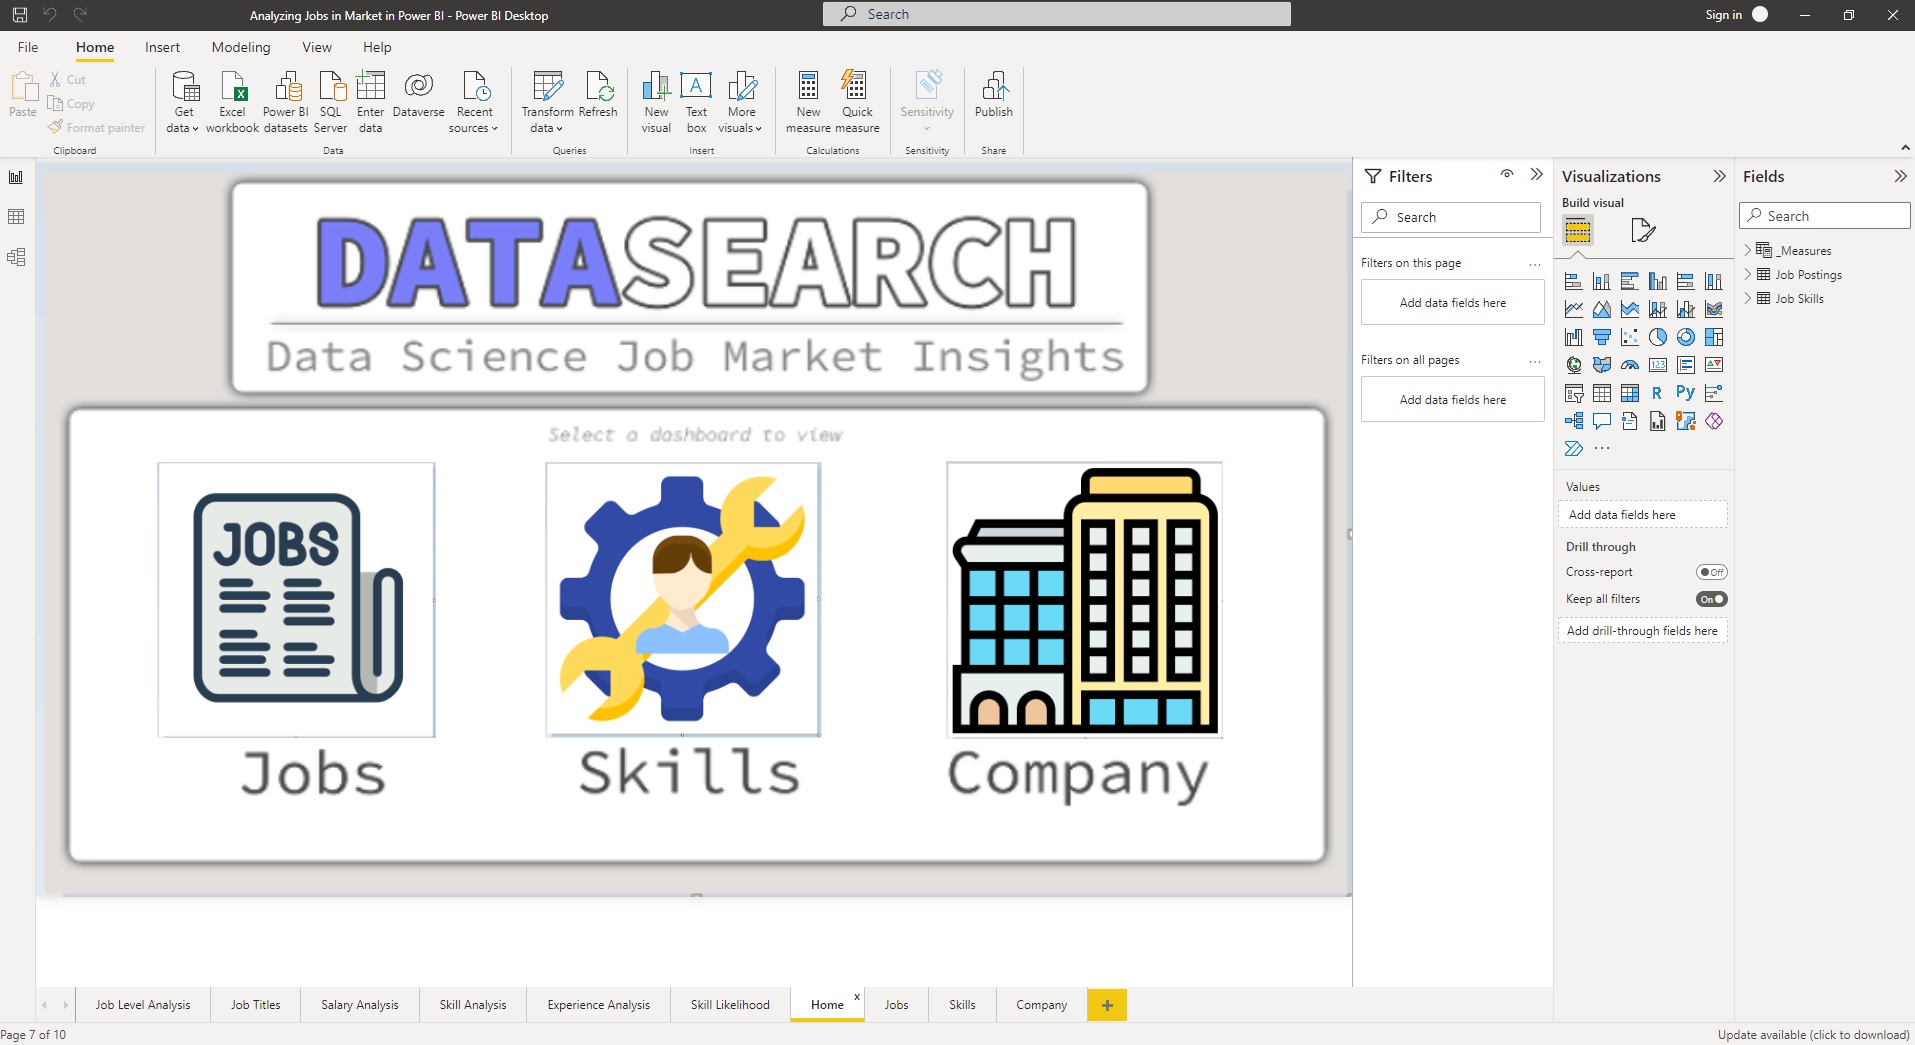 Analyzing Jobs in Market in Power BI - Power BI Desktop
Search
Sign in
File
Home
Insert
Modeling
View
Help
Paste
Cut
Copy
Format painter
Clipboard
Get data
Excel workbook
Power BI datasets
SQL Server
Enter data
Dataverse
Recent sources
Data
Transform data
Refresh
Queries
New visual
Text box
More visuals
Insert
New measure
Quick measure
Calculations
Sensitivity
Sensitivity
Publish
Share
DATASEARCH
Data Science Job Market Insights
Select a dashboard to view
JOBS
Jobs
Skills
Company
Filters
Search
Filters on this page
...
Add data fields here
Filters on all pages
...
Add data fields here
Visualizations
Build visual
123
R
Py
...
Values
Add data fields here
Drill through
Cross-report
Off
Keep all filters
On
Add drill-through fields here
Fields
Search
_Measures
Job Postings
Job Skills
Job Level Analysis
Job Titles
Salary Analysis
Skill Analysis
Experience Analysis
Skill Likelihood
Home
x
Jobs
Skills
Company
+
Page 7 of 10
Update available (click to download)